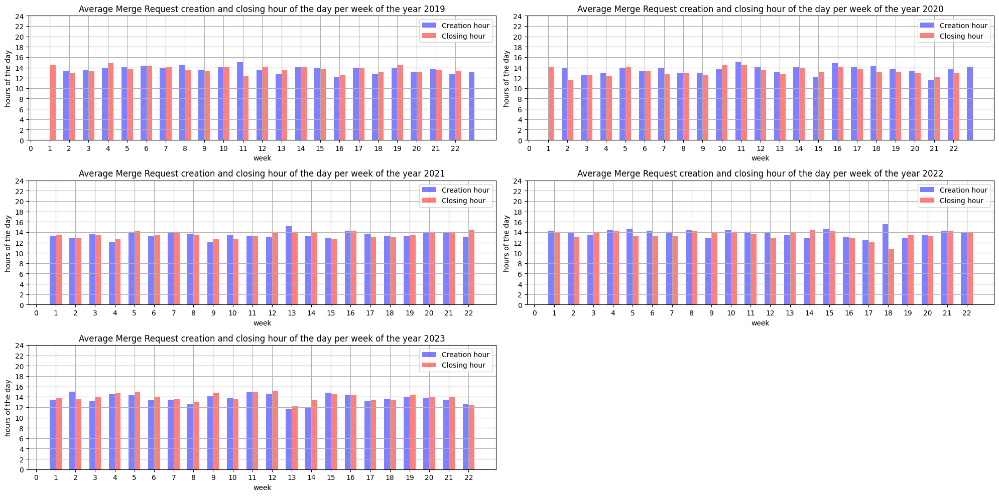 Average Merge Request creation and closing hour of the day per week of the year 2019
24
22
20
18
16
14
12
10
8
6
4
2
0
hours of the day
Creation hour
Closing hour
0 1 2 3 4 5 6 7 8 9 10 11 12 13 14 15 16 17 18 19 20 21 22
week
Average Merge Request creation and closing hour of the day per week of the year 2020
24
22
20
18
16
14
12
10
8
6
4
2
0
hours of the day
Creation hour
Closing hour
0 1 2 3 4 5 6 7 8 9 10 11 12 13 14 15 16 17 18 19 20 21 22
week
Average Merge Request creation and closing hour of the day per week of the year 2021
24
22
20
18
16
14
12
10
8
6
4
2
0
hours of the day
Creation hour
Closing hour
0 1 2 3 4 5 6 7 8 9 10 11 12 13 14 15 16 17 18 19 20 21 22
week
Average Merge Request creation and closing hour of the day per week of the year 2022
24
22
20
18
16
14
12
10
8
6
4
2
0
hours of the day
Creation hour
Closing hour
0 1 2 3 4 5 6 7 8 9 10 11 12 13 14 15 16 17 18 19 20 21 22
week
Average Merge Request creation and closing hour of the day per week of the year 2023
24
22
20
18
16
14
12
10
8
6
4
2
0
hours of the day
Creation hour
Closing hour
0 1 2 3 4 5 6 7 8 9 10 11 12 13 14 15 16 17 18 19 20 21 22
week